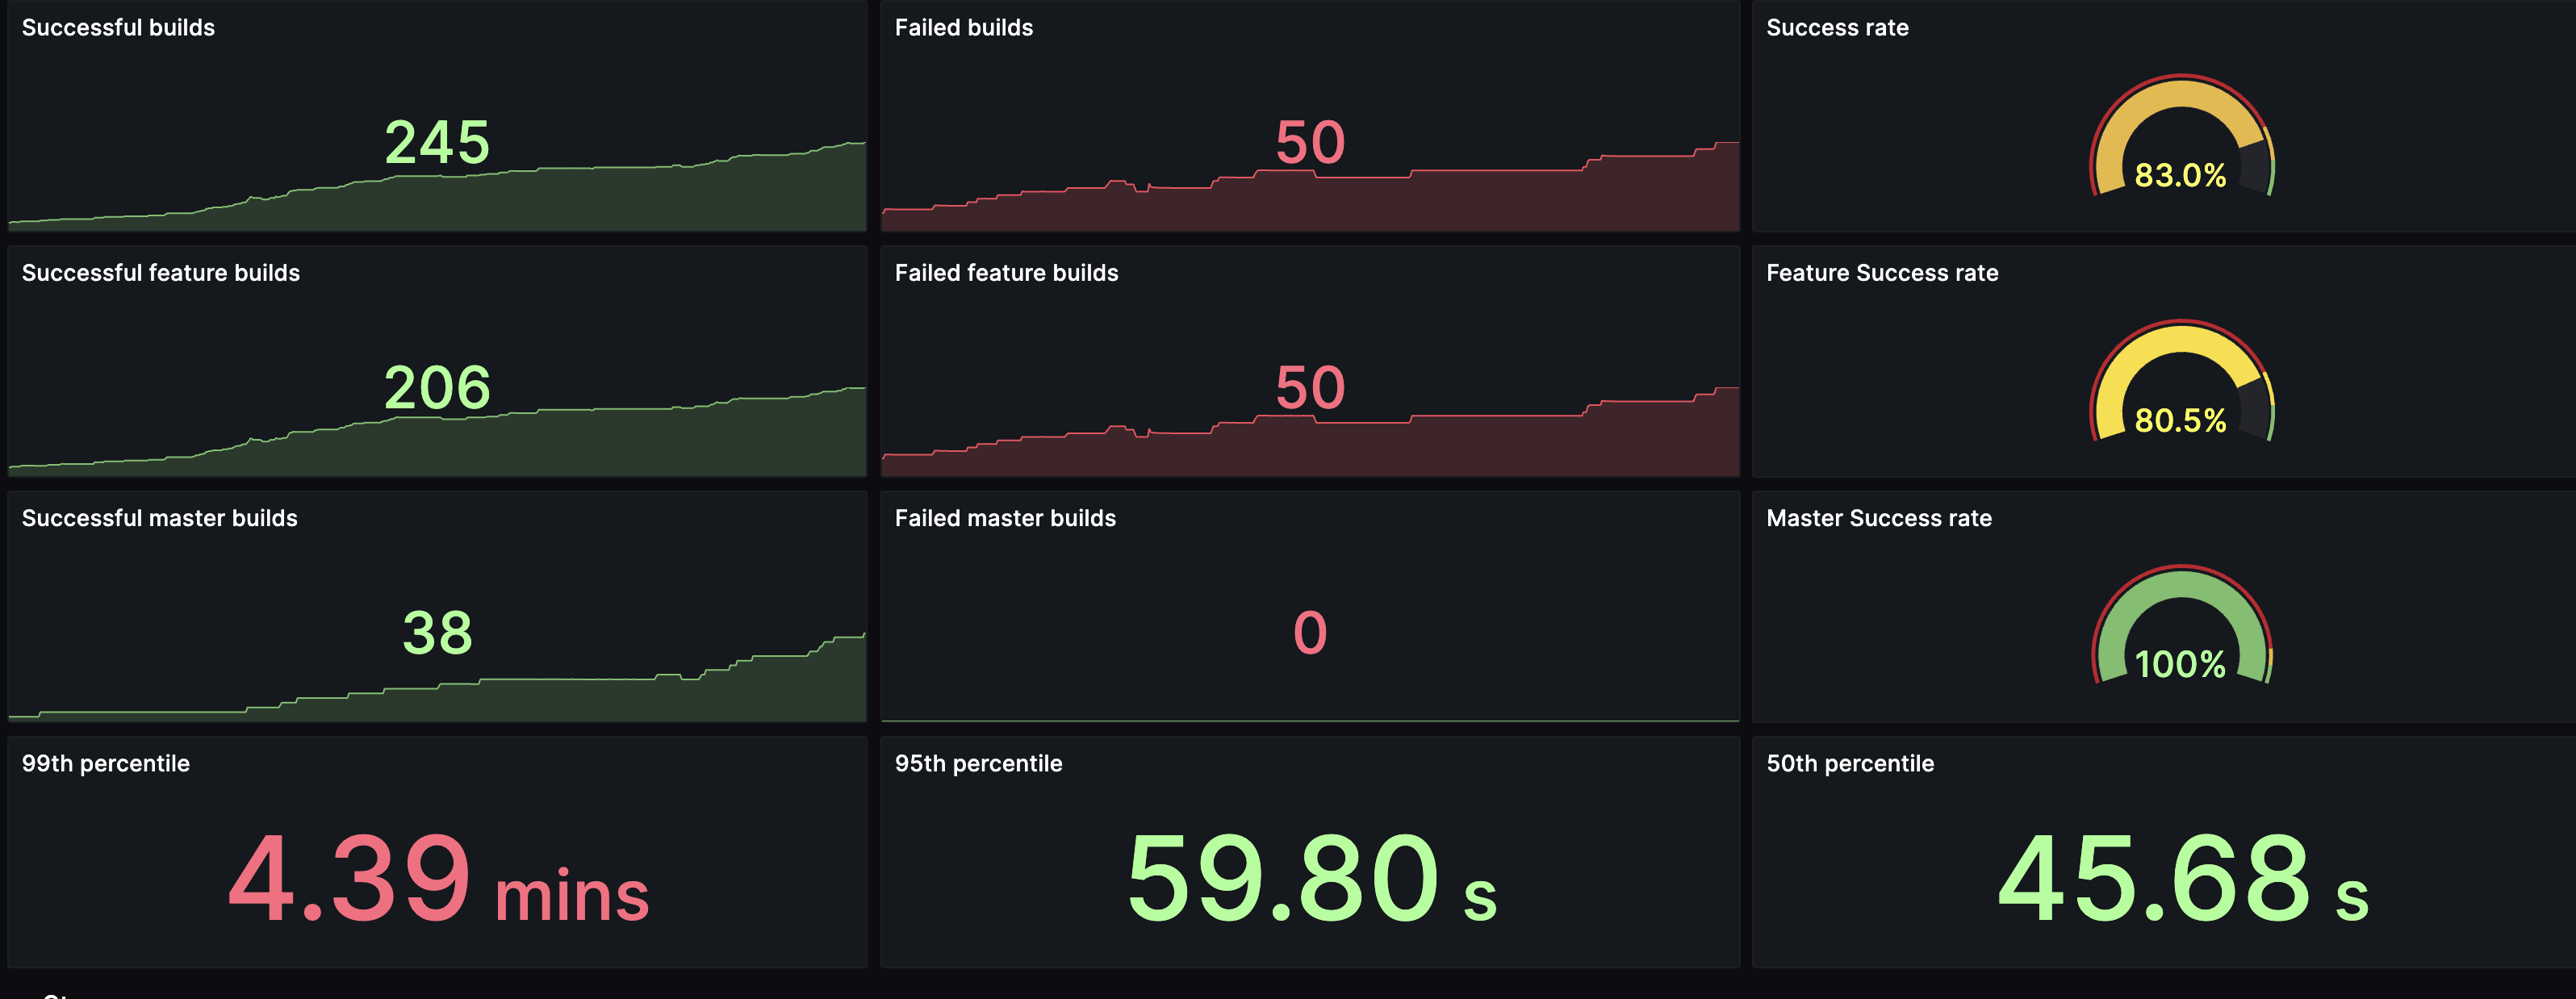 Successful builds
245
Failed builds
50
Success rate
83.0%
Successful feature builds
206
Failed feature builds
50
Feature Success rate
80.5%
Successful master builds
38
Failed master builds
0
Master Success rate
100%
99th percentile
4.39 mins
95th percentile
59.80 s
50th percentile
45.68 s